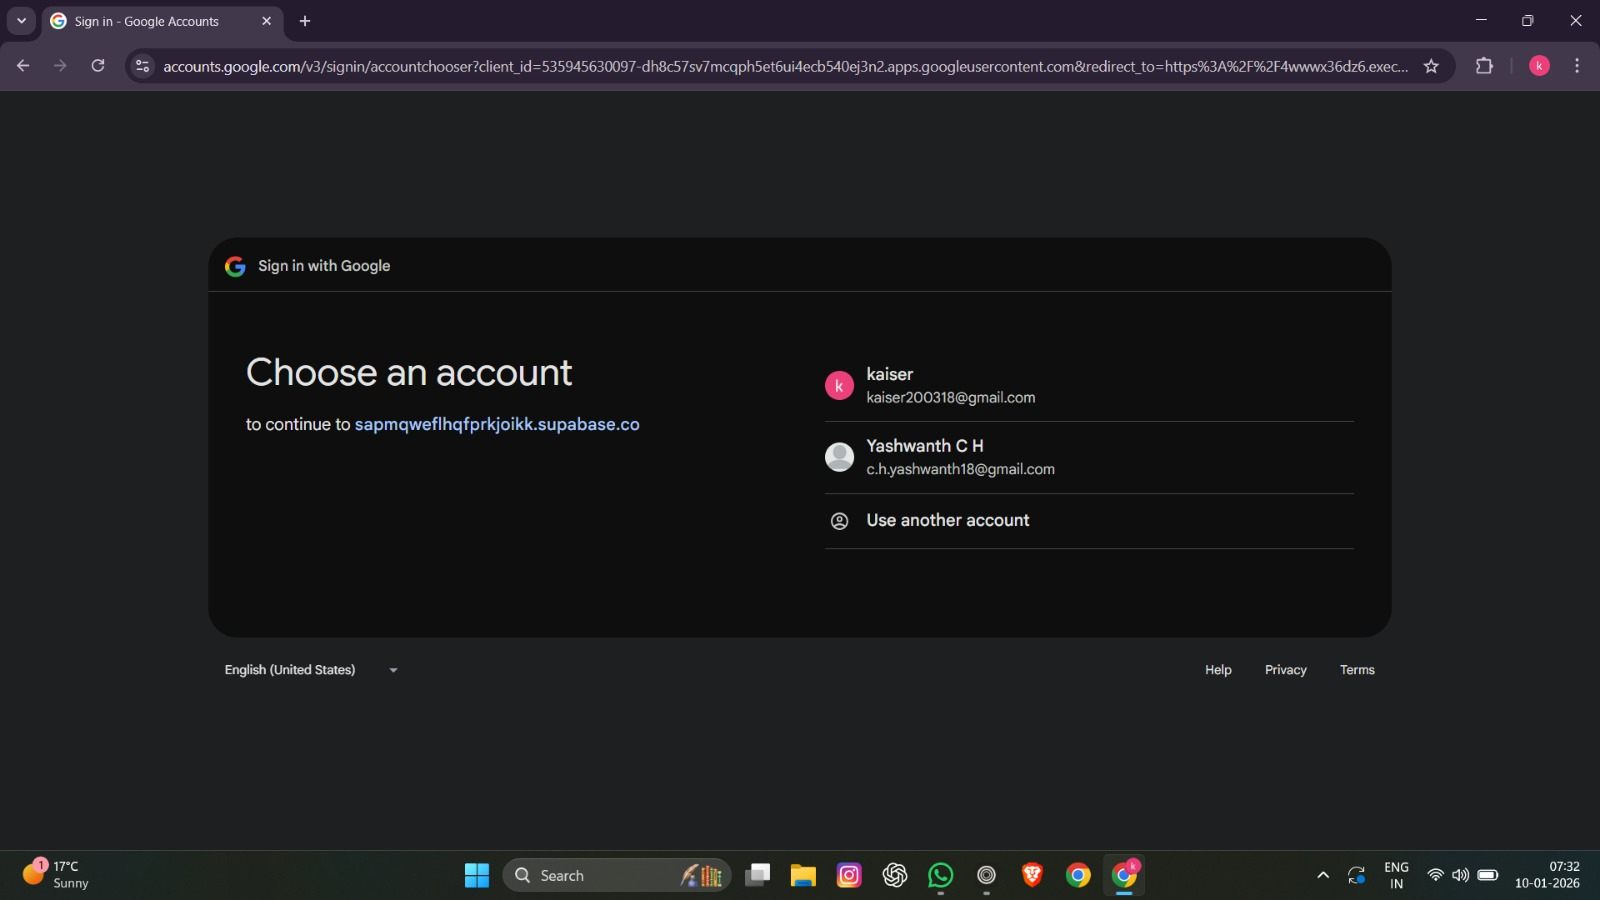 Sign in - Google Accounts
accounts.google.com/v3/signin/accountchooser?client_id=535945630097-dh8c57sv7mcqph5et6ui4ecb540ej3n2.apps.googleusercontent.com&redirect_to=https%3A%2F%2F4wwwx36dz6.exec...
k
Sign in with Google
Choose an account
to continue to sapmqweflhqfprkjoikk.supabase.co
k
kaiser
kaiser200318@gmail.com
Yashwanth C H
c.h.yashwanth18@gmail.com
Use another account
English (United States)
Help
Privacy
Terms
1
17°C
Sunny
Search
k
ENG
IN
07:32
10-01-2026